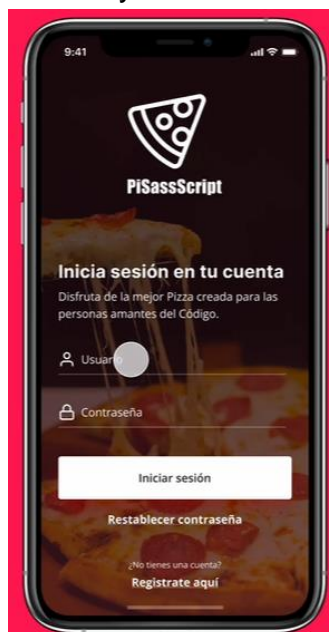 9:41
PiSassScript
Inicia sesión en tu cuenta
Disfruta de la mejor Pizza creada para las
personas amantes del Código.
Usuario
Contraseña
Iniciar sesión
Restablecer contraseña
¿No tienes una cuenta?
Registrate aquí